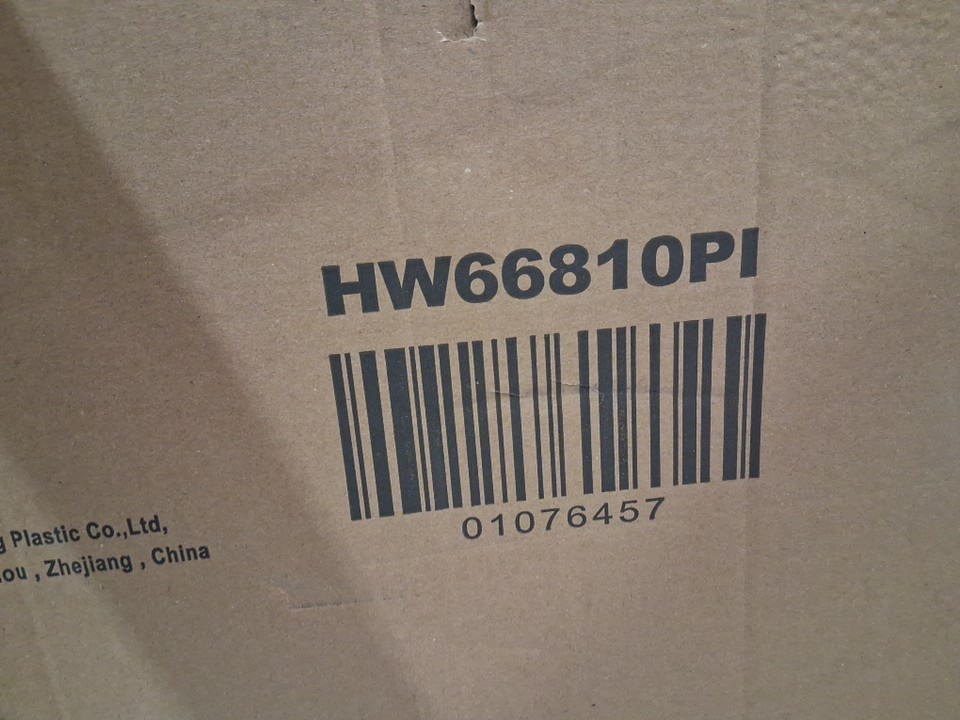 HW66810PI
01076457
Plastic Co.,Ltd,
, Zhejiang , China